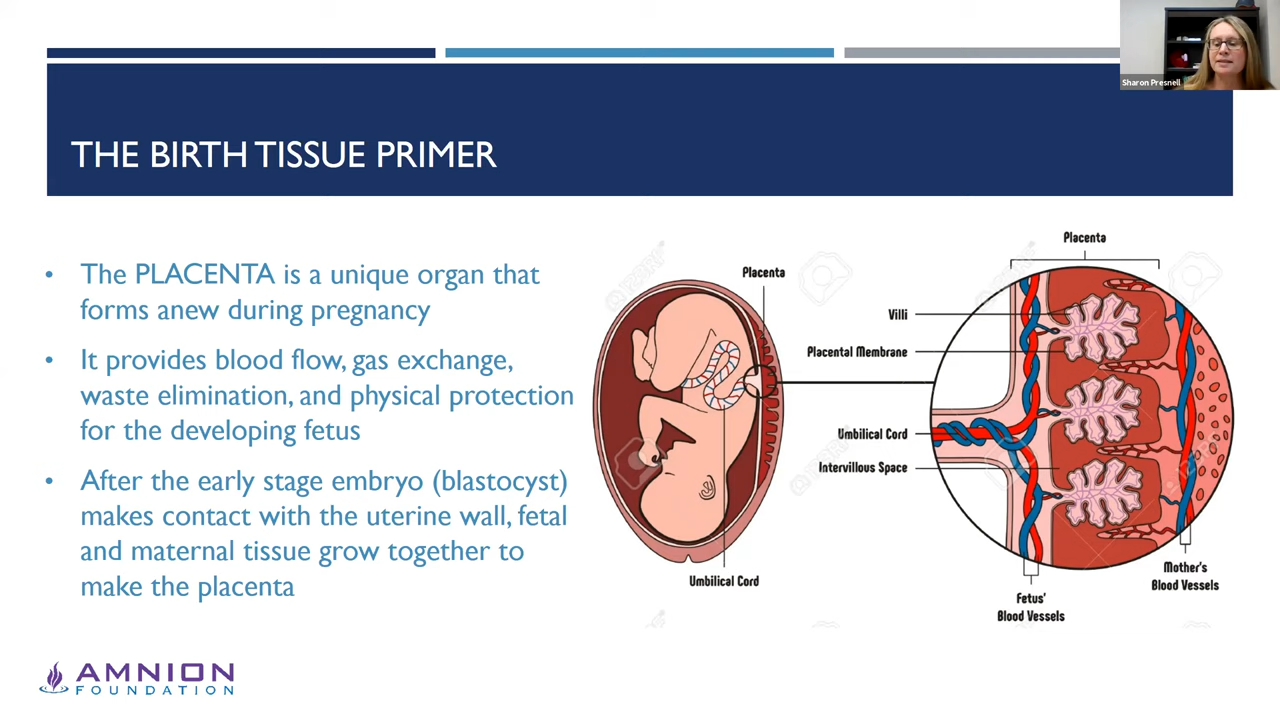 Sharon Presnell
THE BIRTH TISSUE PRIMER
• The PLACENTA is a unique organ that
forms anew during pregnancy
• It provides blood flow, gas exchange,
waste elimination, and physical protection
for the developing fetus
• After the early stage embryo (blastocyst)
makes contact with the uterine wall, fetal
and maternal tissue grow together to
make the placenta
Placenta
Umbilical Cord
Placenta
Villi
Placental Membrane
Umbilical Cord
Intervillous Space
Fetus'
Blood Vessels
Mother's
Blood Vessels
AMNION
FOUNDATION